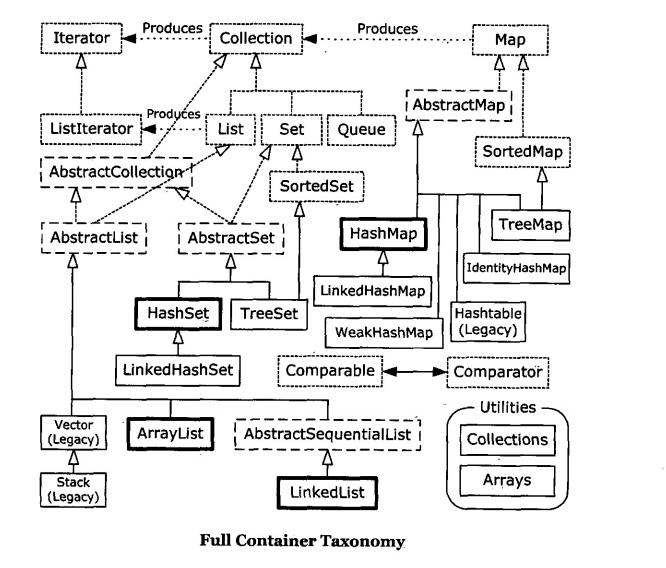 Iterator
Produces
Collection
Produces
Map
AbstractMap
ListIterator
Produces
List
Set
Queue
SortedMap
AbstractCollection
SortedSet
AbstractList
AbstractSet
HashMap
TreeMap
IdentityHashMap
LinkedHashMap
HashSet
TreeSet
Hashtable
(Legacy)
WeakHashMap
LinkedHashSet
Comparable
Comparator
Utilities
Vector
(Legacy)
ArrayList
AbstractSequentialList
Collections
Stack
(Legacy)
LinkedList
Arrays
Full Container Taxonomy